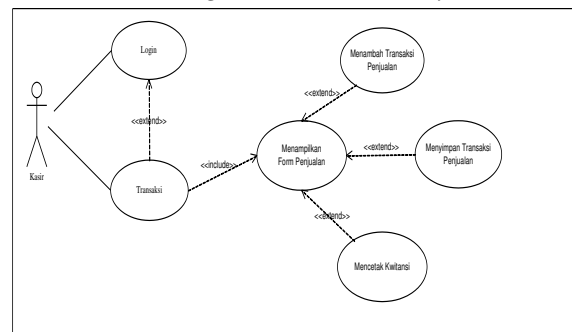 Login
Menambah Transaksi
Penjualan
<<extend>>
<<extend>>
Kasir
Transaksi
<<include>>
Menampilkan
Form Penjualan
<<extend>>
Menyimpan Transaksi
Penjualan
<<extend>>
Mencetak Kwitansi